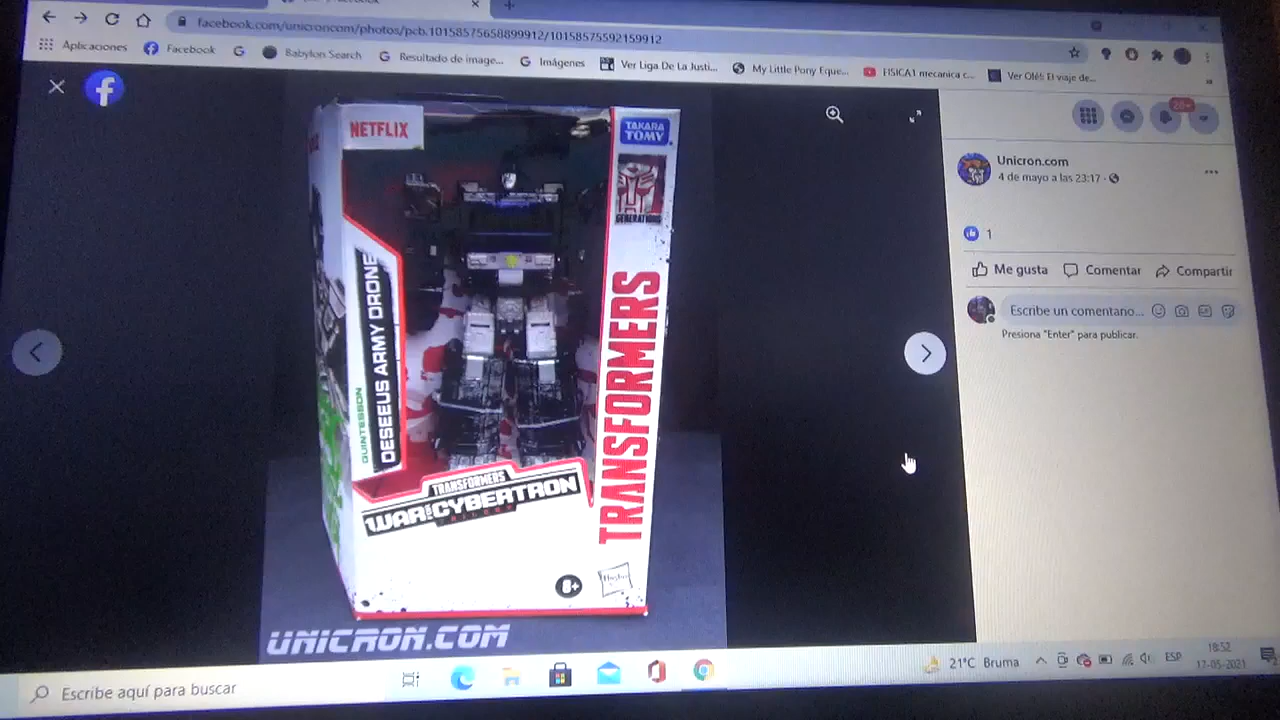 facebook.com/unicroncom/photos/pcb.10158575658899912/10158575592159912
Aplicaciones
Facebook
Babylon Search
Resultado de image...
Imágenes
Ver Liga De La Justi...
My Little Pony Eque...
FISICA1 mecanica c...
Ver Olé: El viaje de...
NETFLIX
TAKARA
TOMY
GENERATIONS
TRANSFORMERS
QUINTESSON
DESEEUS ARMY DRONE
TRANSFORMERS
WAR FOR CYBERTRON
TRILOGY
8+
Hasbro
UNICRON.COM
20+
Unicron.com
4 de mayo a las 23:17 ·
1
Me gusta
Comentar
Compartir
Escribe un comentario...
Presiona "Enter" para publicar.
Escribe aquí para buscar
21°C Bruma
ESP
18:52
17-05-2021